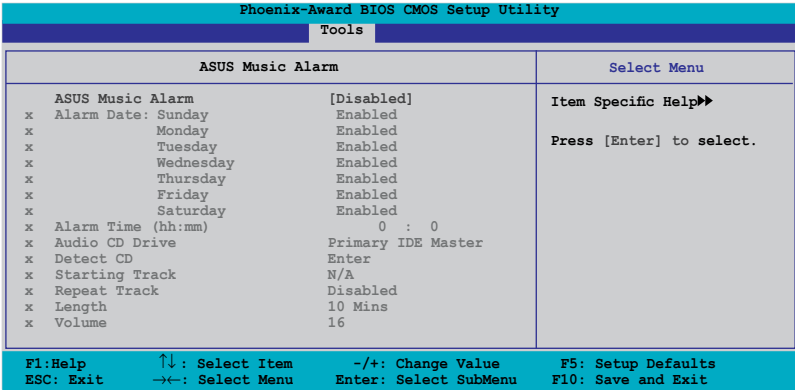 Phoenix-Award BIOS CMOS Setup Utility
Tools
ASUS Music Alarm
Select Menu
ASUS Music Alarm [Disabled]
x Alarm Date: Sunday Enabled
x Monday Enabled
x Tuesday Enabled
x Wednesday Enabled
x Thursday Enabled
x Friday Enabled
x Saturday Enabled
x Alarm Time (hh:mm) 0 : 0
x Audio CD Drive Primary IDE Master
x Detect CD Enter
x Starting Track N/A
x Repeat Track Disabled
x Length 10 Mins
x Volume 16
Item Specific Help▶▶
Press [Enter] to select.
F1:Help ↑↓: Select Item -/+: Change Value F5: Setup Defaults
ESC: Exit →←: Select Menu Enter: Select SubMenu F10: Save and Exit